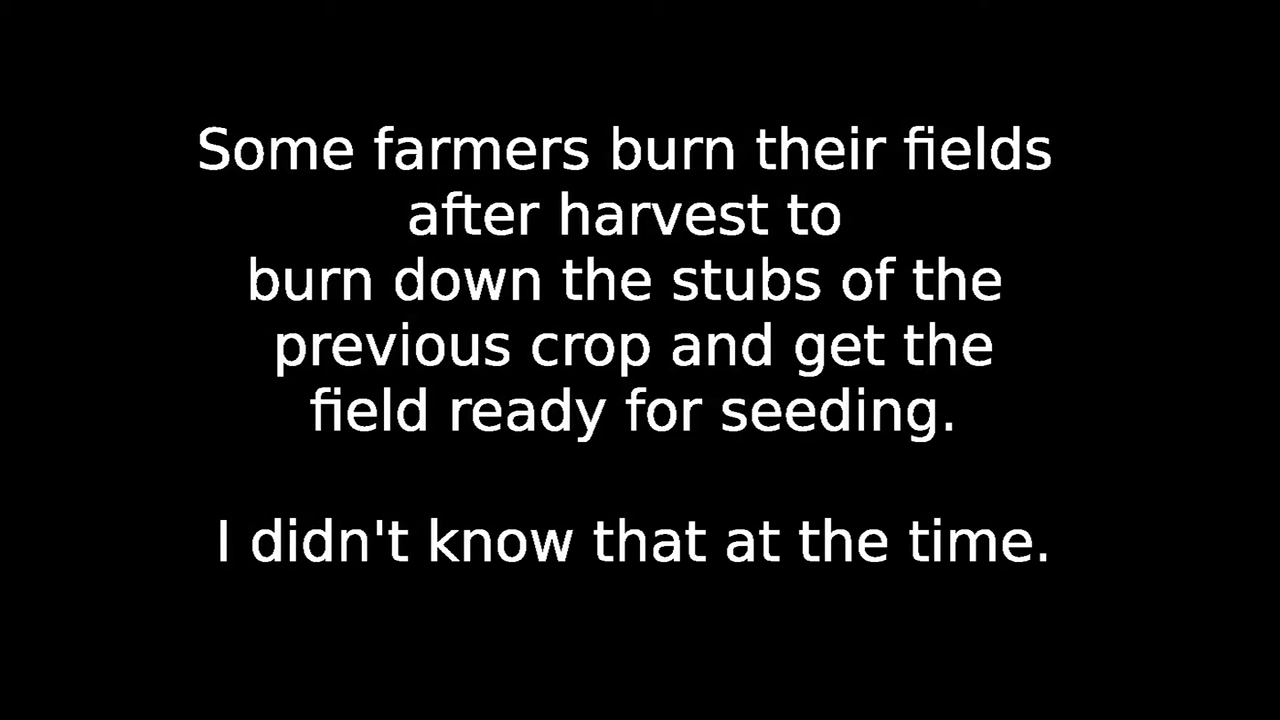 Some farmers burn their fields
after harvest to
burn down the stubs of the
previous crop and get the
field ready for seeding.
I didn't know that at the time.